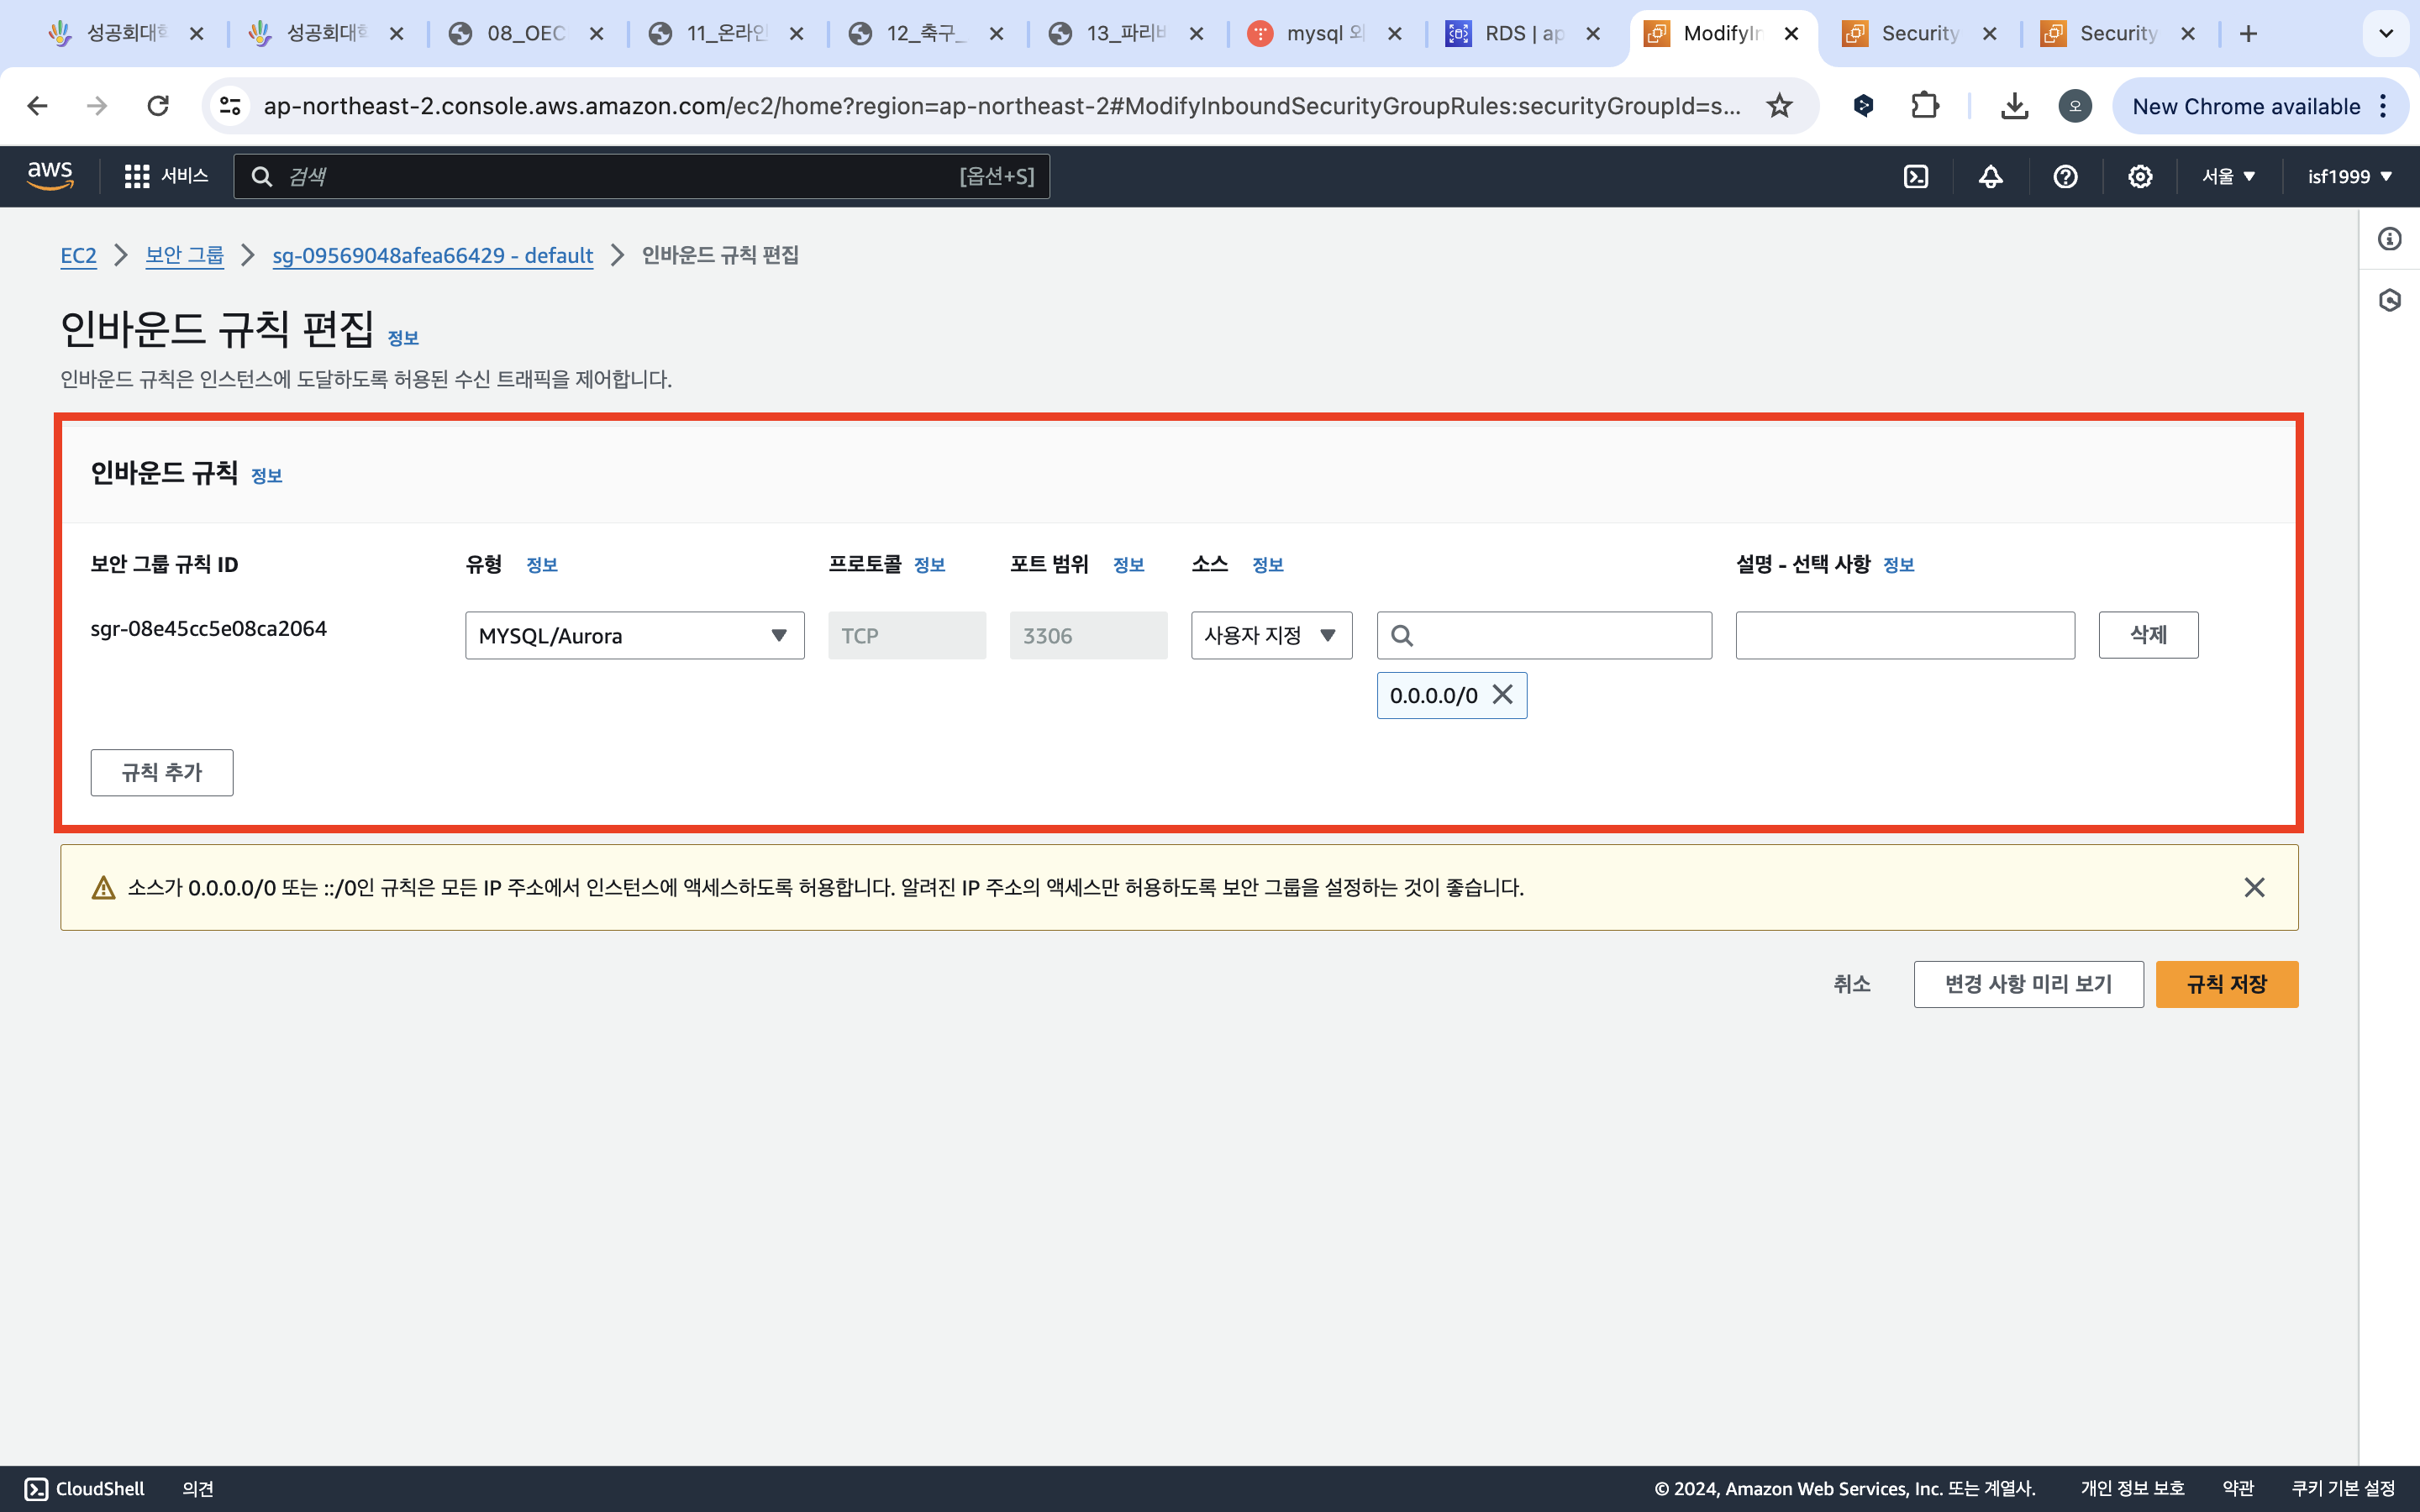 성공회대학
성공회대학
08_OEC
11_온라인
12_축구_
13_파리바
mysql 외
RDS | ap
ModifyIn
Security
Security
ap-northeast-2.console.aws.amazon.com/ec2/home?region=ap-northeast-2#ModifyInboundSecurityGroupRules:securityGroupId=s...
오
New Chrome available
aws
서비스
검색
[옵션+S]
서울
isf1999
EC2
보안 그룹
sg-09569048afea66429 - default
인바운드 규칙 편집
인바운드 규칙 편집 정보
인바운드 규칙은 인스턴스에 도달하도록 허용된 수신 트래픽을 제어합니다.
인바운드 규칙 정보
보안 그룹 규칙 ID
유형 정보
프로토콜 정보
포트 범위 정보
소스 정보
설명 - 선택 사항 정보
sgr-08e45cc5e08ca2064
MYSQL/Aurora
TCP
3306
사용자 지정
삭제
0.0.0.0/0
규칙 추가
소스가 0.0.0.0/0 또는 ::/0인 규칙은 모든 IP 주소에서 인스턴스에 액세스하도록 허용합니다. 알려진 IP 주소의 액세스만 허용하도록 보안 그룹을 설정하는 것이 좋습니다.
취소
변경 사항 미리 보기
규칙 저장
CloudShell
의견
© 2024, Amazon Web Services, Inc. 또는 계열사.
개인 정보 보호
약관
쿠키 기본 설정